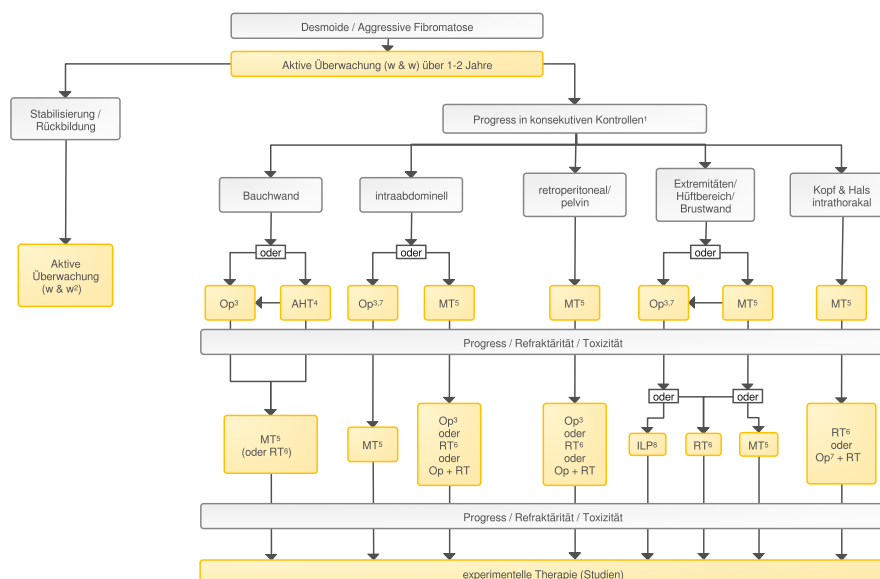 Desmoide / Aggressive Fibromatose
Aktive Überwachung (w & w) über 1-2 Jahre
Stabilisierung /
Rückbildung
Progress in konsekutiven Kontrollen¹
Bauchwand
intraabdominell
retroperitoneal/
pelvin
Extremitäten/
Hüftbereich/
Brustwand
Kopf & Hals
intrathorakal
Aktive
Überwachung
(w & w²)
oder
oder
oder
Op³
AHT⁴
Op³,⁷
MT⁵
MT⁵
Op³,⁷
MT⁵
MT⁵
Progress / Refraktärität / Toxizität
oder
oder
MT⁵
(oder RT⁶)
MT⁵
Op³
oder
RT⁶
oder
Op + RT
Op³
oder
RT⁶
oder
Op + RT
ILP⁸
RT⁶
MT⁵
RT⁶
oder
Op⁷ + RT
Progress / Refraktärität / Toxizität
experimentelle Therapie (Studien)